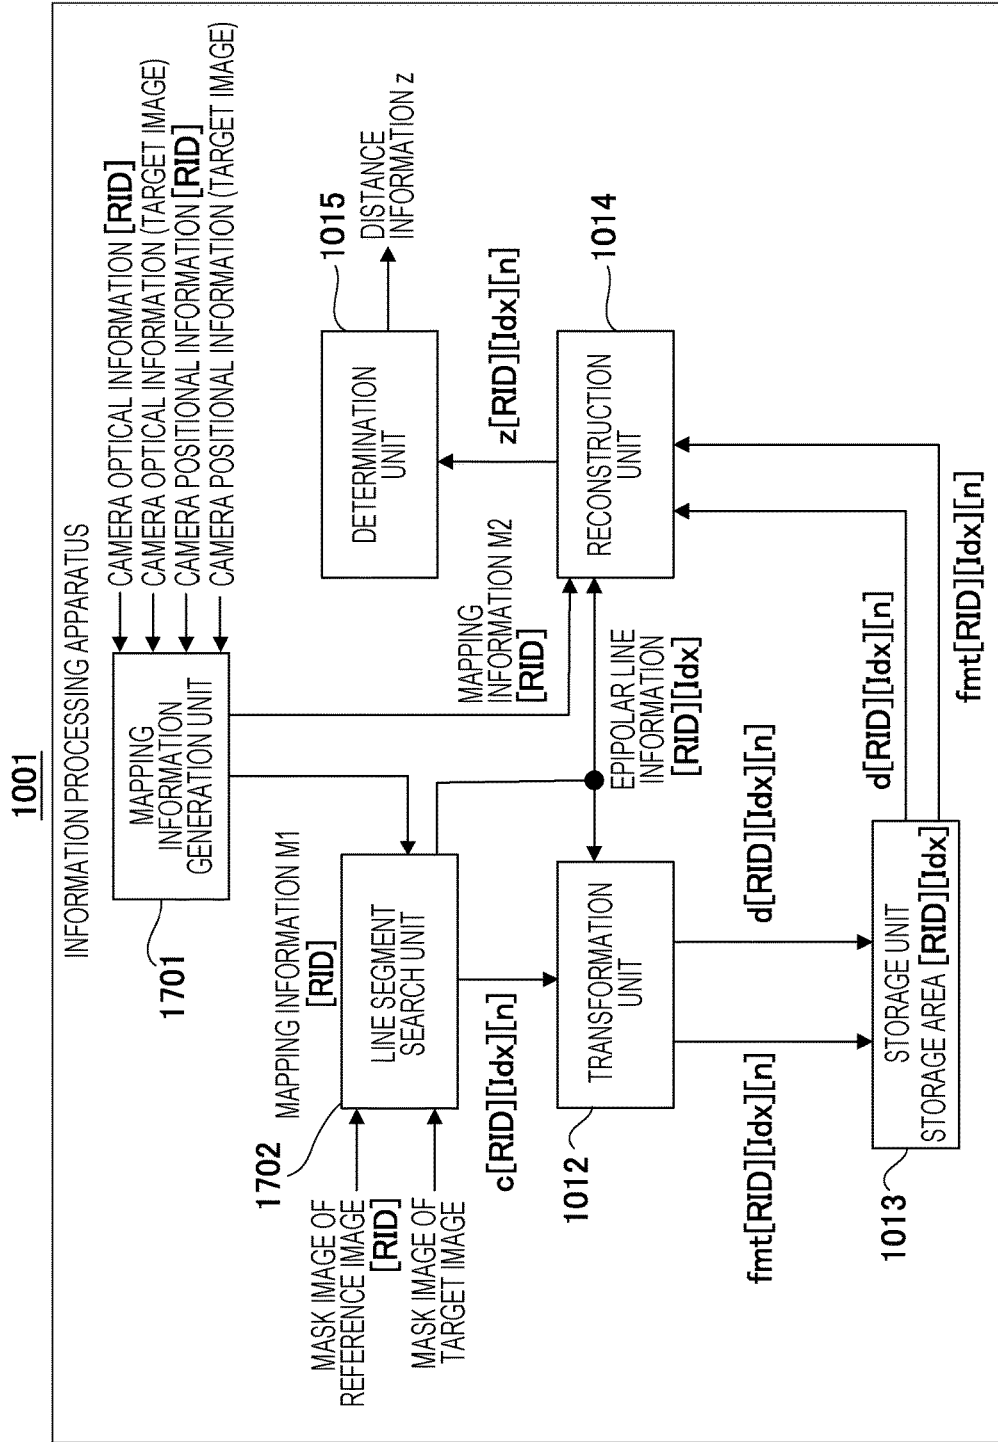 1001
INFORMATION PROCESSING APPARATUS
CAMERA OPTICAL INFORMATION [RID]
CAMERA OPTICAL INFORMATION (TARGET IMAGE)
CAMERA POSITIONAL INFORMATION [RID]
CAMERA POSITIONAL INFORMATION (TARGET IMAGE)
MAPPING
INFORMATION
GENERATION UNIT
1701
MAPPING INFORMATION M1
[RID]
MAPPING
INFORMATION M2
[RID]
1015
DETERMINATION
UNIT
DISTANCE
INFORMATION z
MASK IMAGE OF
REFERENCE IMAGE
[RID]
MASK IMAGE OF
TARGET IMAGE
1702
LINE SEGMENT
SEARCH UNIT
c[RID][Idx][n]
EPIPOLAR LINE
INFORMATION
[RID][Idx]
z[RID][Idx][n]
1012
TRANSFORMATION
UNIT
RECONSTRUCTION
UNIT
1014
fmt[RID][Idx][n]
d[RID][Idx][n]
d[RID][Idx][n]
fmt[RID][Idx][n]
1013
STORAGE UNIT
STORAGE AREA [RID][Idx]